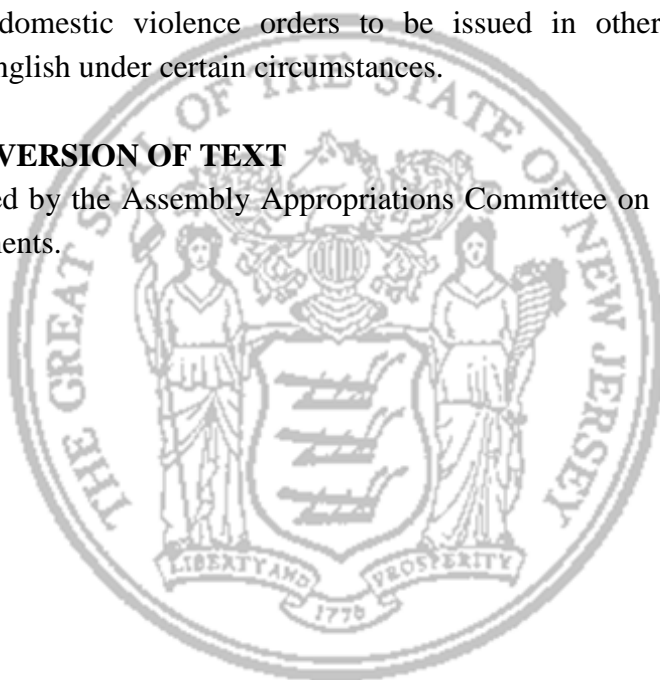 domestic violence orders to be issued in other
nglish under certain circumstances.
VERSION OF TEXT
ed by the Assembly Appropriations Committee on
ents.
THE GREAT SEAL OF THE STATE OF NEW JERSEY
LIBERTY AND PROSPERITY
1776